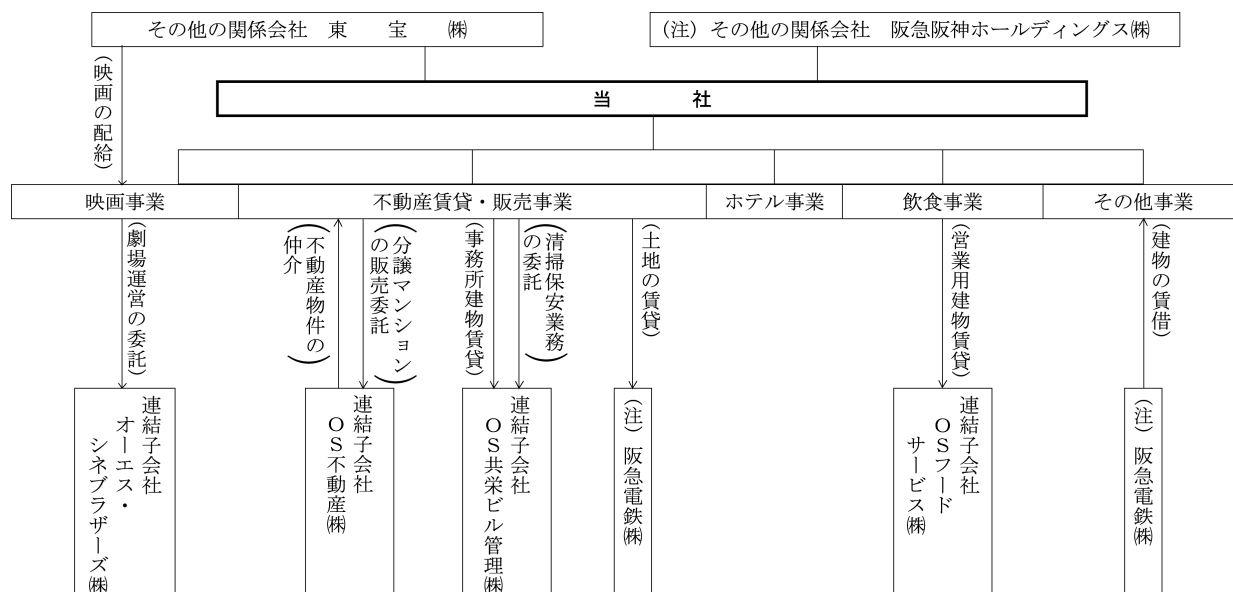 その他の関係会社　東　　宝　　㈱
（注）その他の関係会社　阪急阪神ホールディングス㈱
当　　　社
（映画の配給）
映画事業
不動産賃貸・販売事業
ホテル事業
飲食事業
その他事業
（劇場運営の委託）
（不動産物件の
仲介）
（分譲マンション
の販売委託）
（事務所建物賃貸）
（清掃保安業務
の委託）
（土地の賃貸）
（営業用建物賃貸）
（建物の賃借）
連結子会社
オーエス・
シネブラザーズ㈱
連結子会社
ＯＳ不動産㈱
連結子会社
ＯＳ共栄ビル管理㈱
（注）阪急電鉄㈱
連結子会社
ＯＳフード
サービス㈱
（注）阪急電鉄㈱